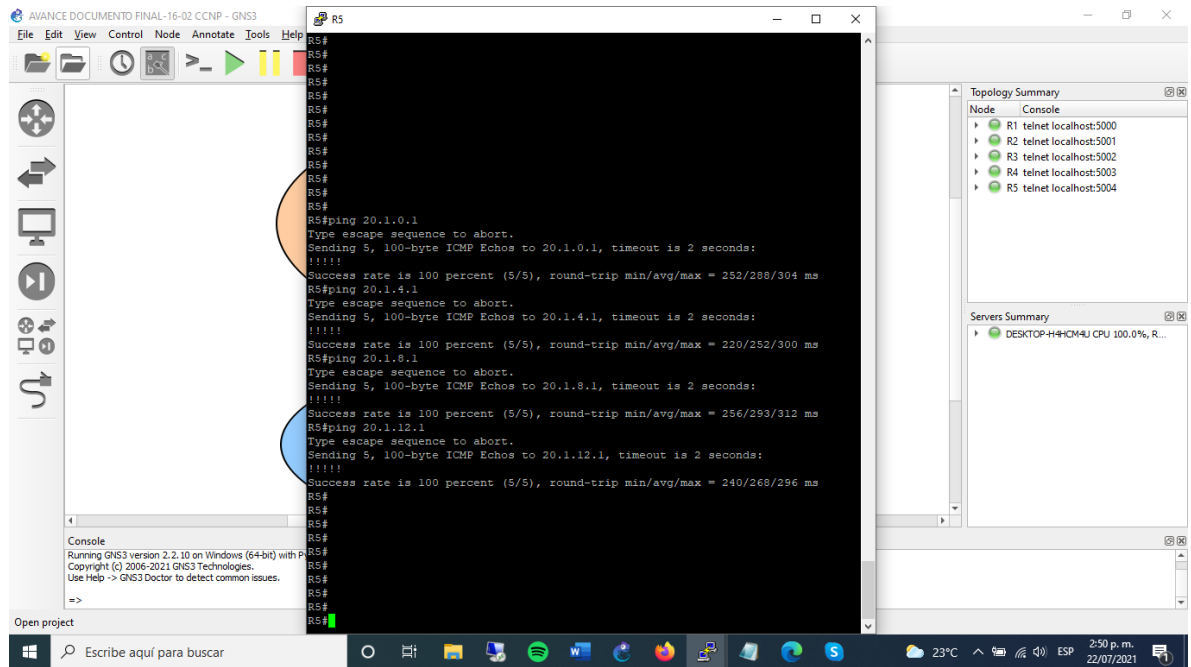 AVANCE DOCUMENTO FINAL-16-02 CCNP - GNS3
File Edit View Control Node Annotate Tools Help
R5
R5#
R5#
R5#
R5#
R5#
R5#
R5#
R5#
R5#
R5#
R5#
R5#
R5#
R5#ping 20.1.0.1
Type escape sequence to abort.
Sending 5, 100-byte ICMP Echos to 20.1.0.1, timeout is 2 seconds:
!!!!!
Success rate is 100 percent (5/5), round-trip min/avg/max = 252/288/304 ms
R5#ping 20.1.4.1
Type escape sequence to abort.
Sending 5, 100-byte ICMP Echos to 20.1.4.1, timeout is 2 seconds:
!!!!!
Success rate is 100 percent (5/5), round-trip min/avg/max = 220/252/300 ms
R5#ping 20.1.8.1
Type escape sequence to abort.
Sending 5, 100-byte ICMP Echos to 20.1.8.1, timeout is 2 seconds:
!!!!!
Success rate is 100 percent (5/5), round-trip min/avg/max = 256/293/312 ms
R5#ping 20.1.12.1
Type escape sequence to abort.
Sending 5, 100-byte ICMP Echos to 20.1.12.1, timeout is 2 seconds:
!!!!!
Success rate is 100 percent (5/5), round-trip min/avg/max = 240/268/296 ms
R5#
R5#
R5#
R5#
R5#
R5#
R5#
R5#
R5#
R5#
Topology Summary
Node Console
R1 telnet localhost:5000
R2 telnet localhost:5001
R3 telnet localhost:5002
R4 telnet localhost:5003
R5 telnet localhost:5004
Servers Summary
DESKTOP-H4HCM4U CPU 100.0%, R...
Console
Running GNS3 version 2.2.10 on Windows (64-bit) with P
Copyright (c) 2006-2021 GNS3 Technologies.
Use Help -> GNS3 Doctor to detect common issues.
=>
Open project
Escribe aquí para buscar
23°C
ESP
2:50 p. m.
22/07/2021